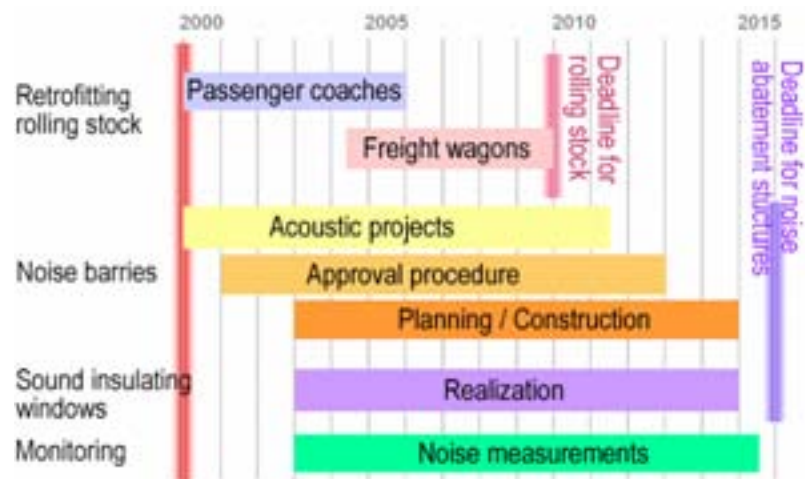 2000 2005 2010 2015
Retrofitting
rolling stock
Passenger coaches
Freight wagons
Deadline for
rolling stock
Deadline for noise
abatement stuctures
Noise barries
Acoustic projects
Approval procedure
Planning / Construction
Sound insulating
windows
Realization
Monitoring
Noise measurements